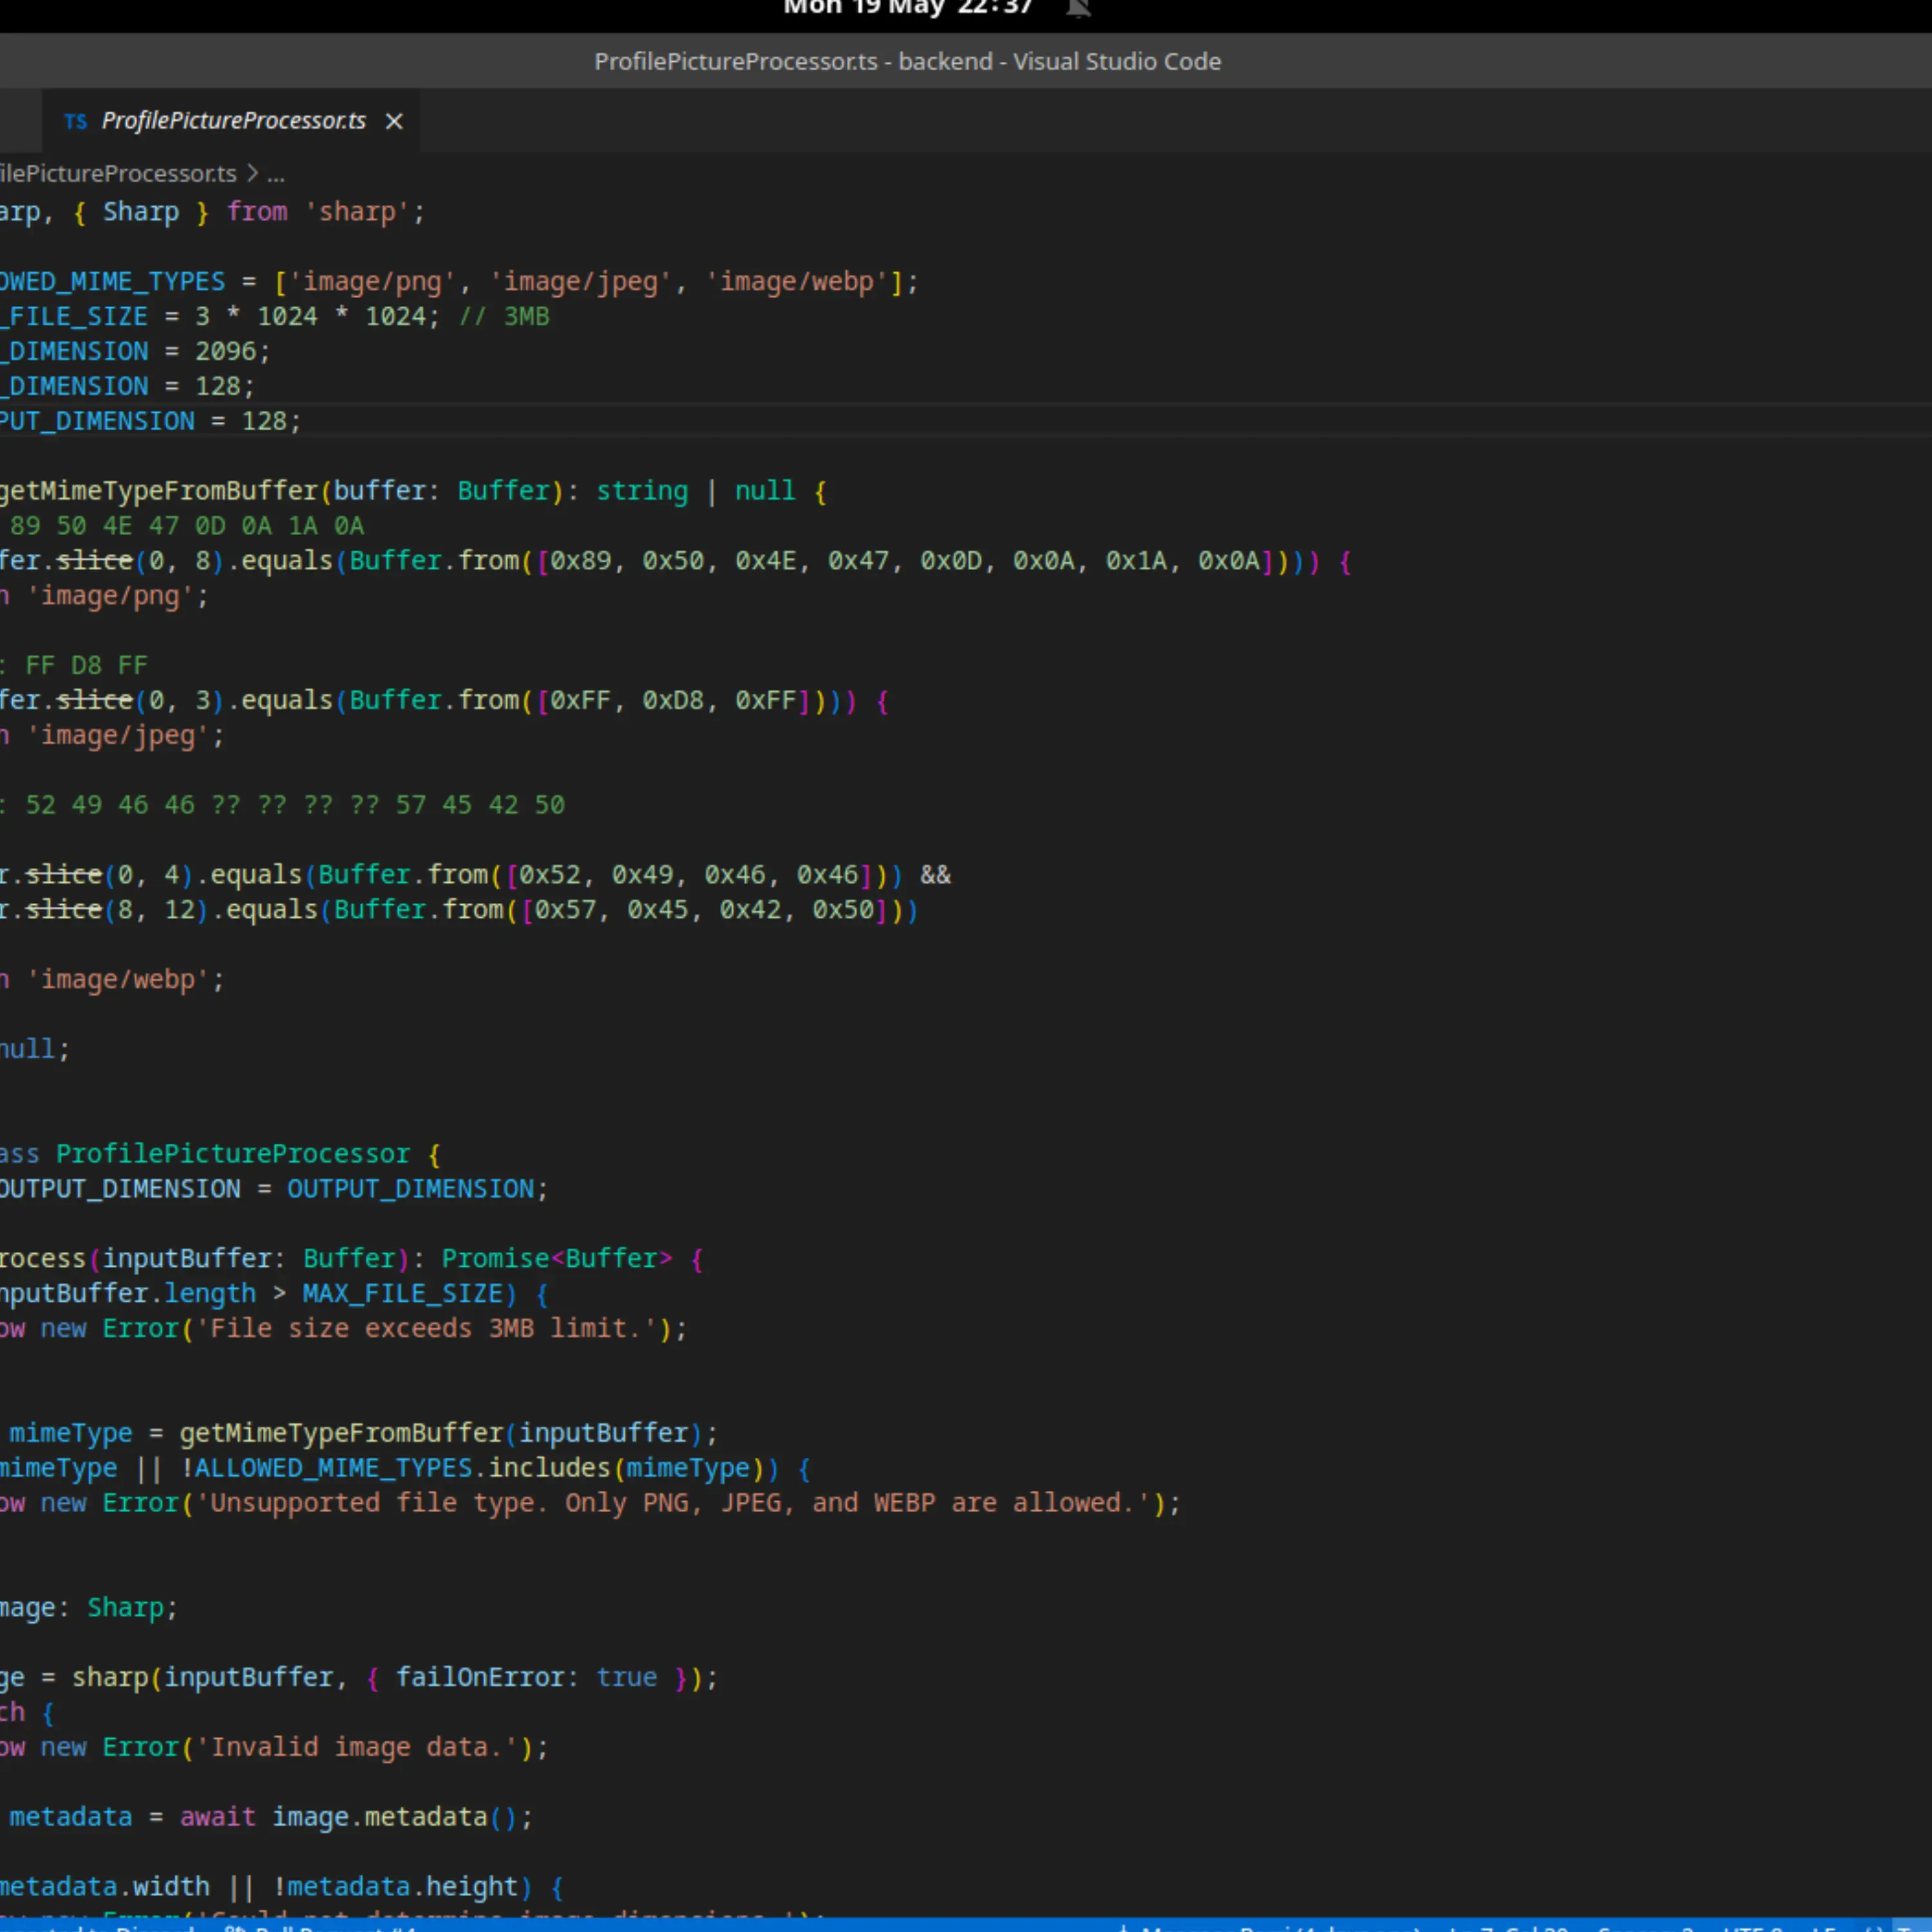 Mon 19 May 22:37
ProfilePictureProcessor.ts - backend - Visual Studio Code
TS ProfilePictureProcessor.ts ×
ilePictureProcessor.ts > ...
arp, { Sharp } from 'sharp';
OWED_MIME_TYPES = ['image/png', 'image/jpeg', 'image/webp'];
_FILE_SIZE = 3 * 1024 * 1024; // 3MB
_DIMENSION = 2096;
_DIMENSION = 128;
PUT_DIMENSION = 128;
getMimeTypeFromBuffer(buffer: Buffer): string | null {
89 50 4E 47 0D 0A 1A 0A
fer.slice(0, 8).equals(Buffer.from([0x89, 0x50, 0x4E, 0x47, 0x0D, 0x0A, 0x1A, 0x0A]))) {
n 'image/png';
: FF D8 FF
fer.slice(0, 3).equals(Buffer.from([0xFF, 0xD8, 0xFF]))) {
n 'image/jpeg';
: 52 49 46 46 ?? ?? ?? ?? 57 45 42 50
r.slice(0, 4).equals(Buffer.from([0x52, 0x49, 0x46, 0x46])) &&
r.slice(8, 12).equals(Buffer.from([0x57, 0x45, 0x42, 0x50]))
n 'image/webp';
null;
ass ProfilePictureProcessor {
OUTPUT_DIMENSION = OUTPUT_DIMENSION;
rocess(inputBuffer: Buffer): Promise<Buffer> {
nputBuffer.length > MAX_FILE_SIZE) {
ow new Error('File size exceeds 3MB limit.');
mimeType = getMimeTypeFromBuffer(inputBuffer);
mimeType || !ALLOWED_MIME_TYPES.includes(mimeType)) {
ow new Error('Unsupported file type. Only PNG, JPEG, and WEBP are allowed.');
mage: Sharp;
ge = sharp(inputBuffer, { failOnError: true });
ch {
ow new Error('Invalid image data.');
metadata = await image.metadata();
metadata.width || !metadata.height) {